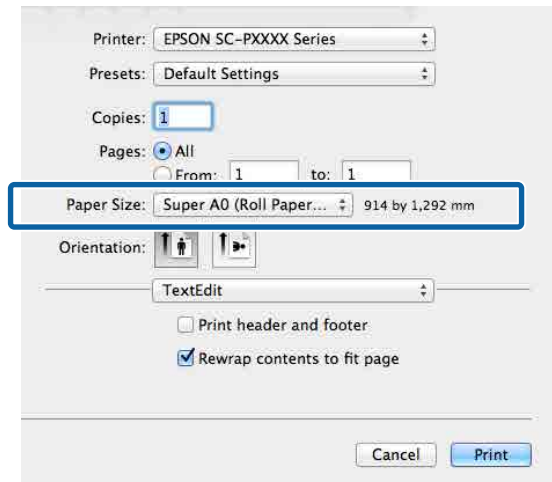 Printer: EPSON SC-PXXXX Series
Presets: Default Settings
Copies: 1
Pages: All
From: 1 to: 1
Paper Size: Super A0 (Roll Paper... 914 by 1,292 mm
Orientation:
TextEdit
Print header and footer
Rewrap contents to fit page
Cancel Print